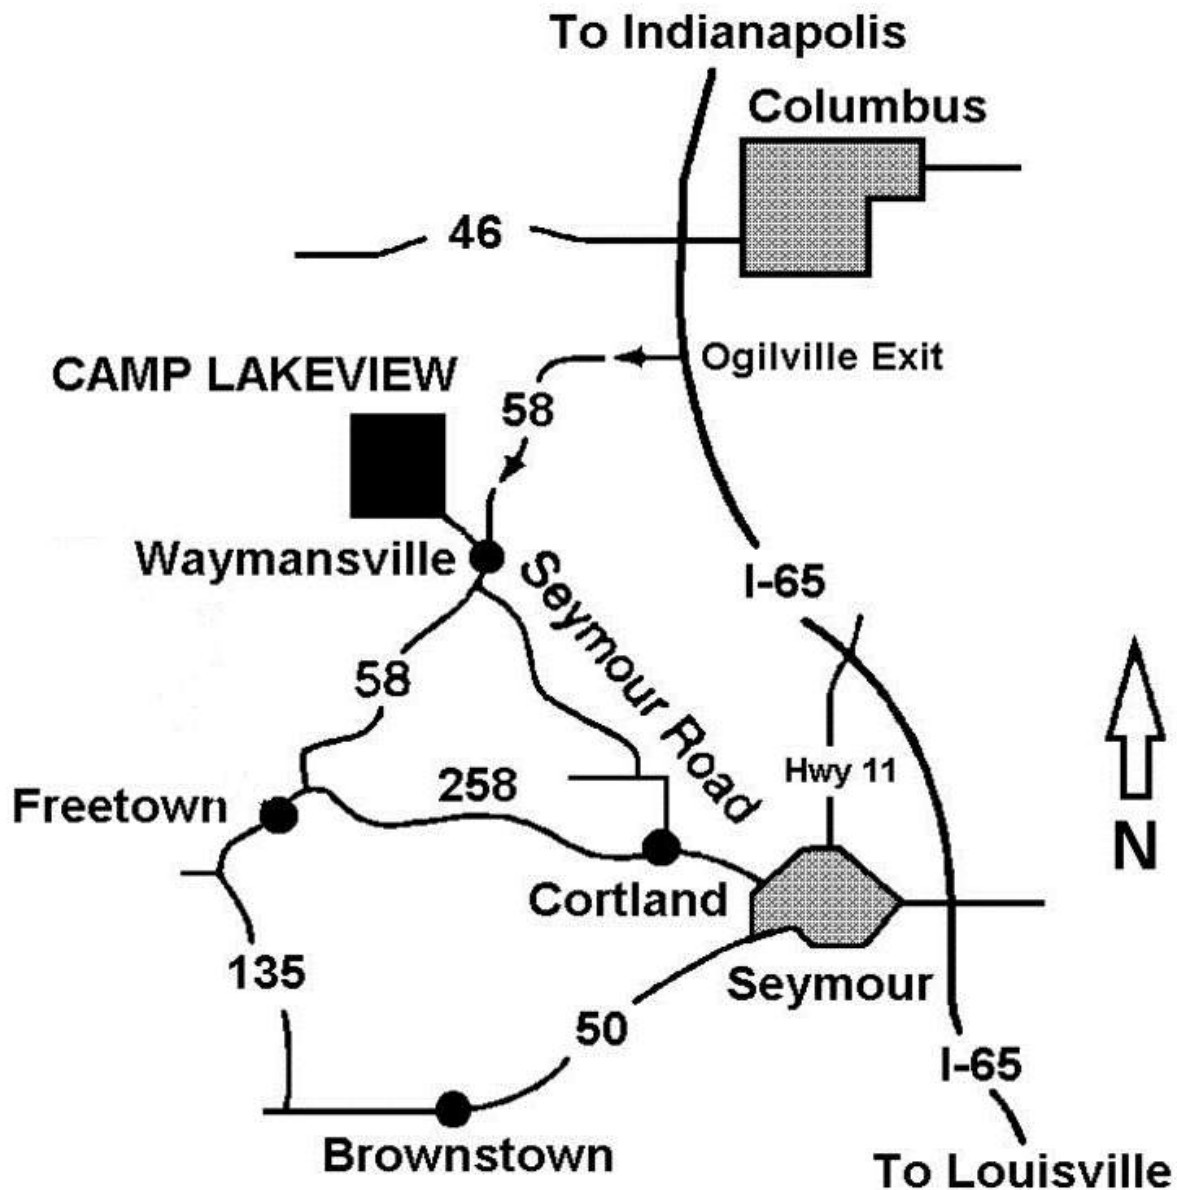 To Indianapolis
Columbus
46
Ogilville Exit
CAMP LAKEVIEW
58
Waymansville
Seymour Road
I-65
58
Hwy 11
258
Freetown
N
Cortland
135
Seymour
50
I-65
Brownstown
To Louisville